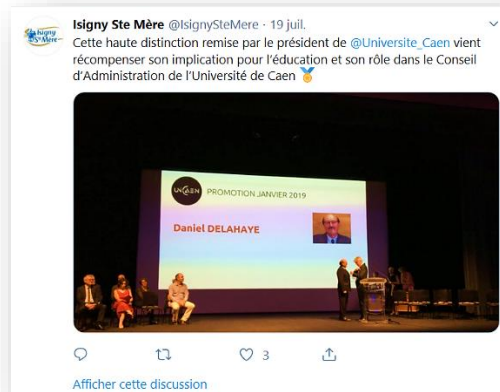 Isigny Ste Mère @IsignySteMere · 19 juil.
Cette haute distinction remise par le président de @Universite_Caen vient
récompenser son implication pour l'éducation et son rôle dans le Conseil
d'Administration de l'Université de Caen
UNICAEN PROMOTION JANVIER 2019
Daniel DELAHAYE
3
Afficher cette discussion